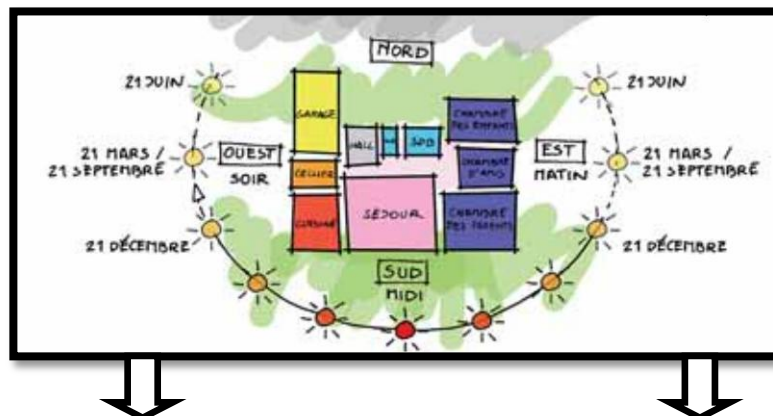 NORD
21 JUIN
21 JUIN
GARAGE
CHAMBRE
DES ENFANTS
HALL
SDB
21 MARS /
21 SEPTEMBRE
OUEST
SOIR
CELLIER
CHAMBRE
D'AMIS
EST
MATIN
21 MARS /
21 SEPTEMBRE
CUISINE
SÉJOUR
CHAMBRE
DES PARENTS
21 DÉCEMBRE
21 DÉCEMBRE
SUD
MIDI